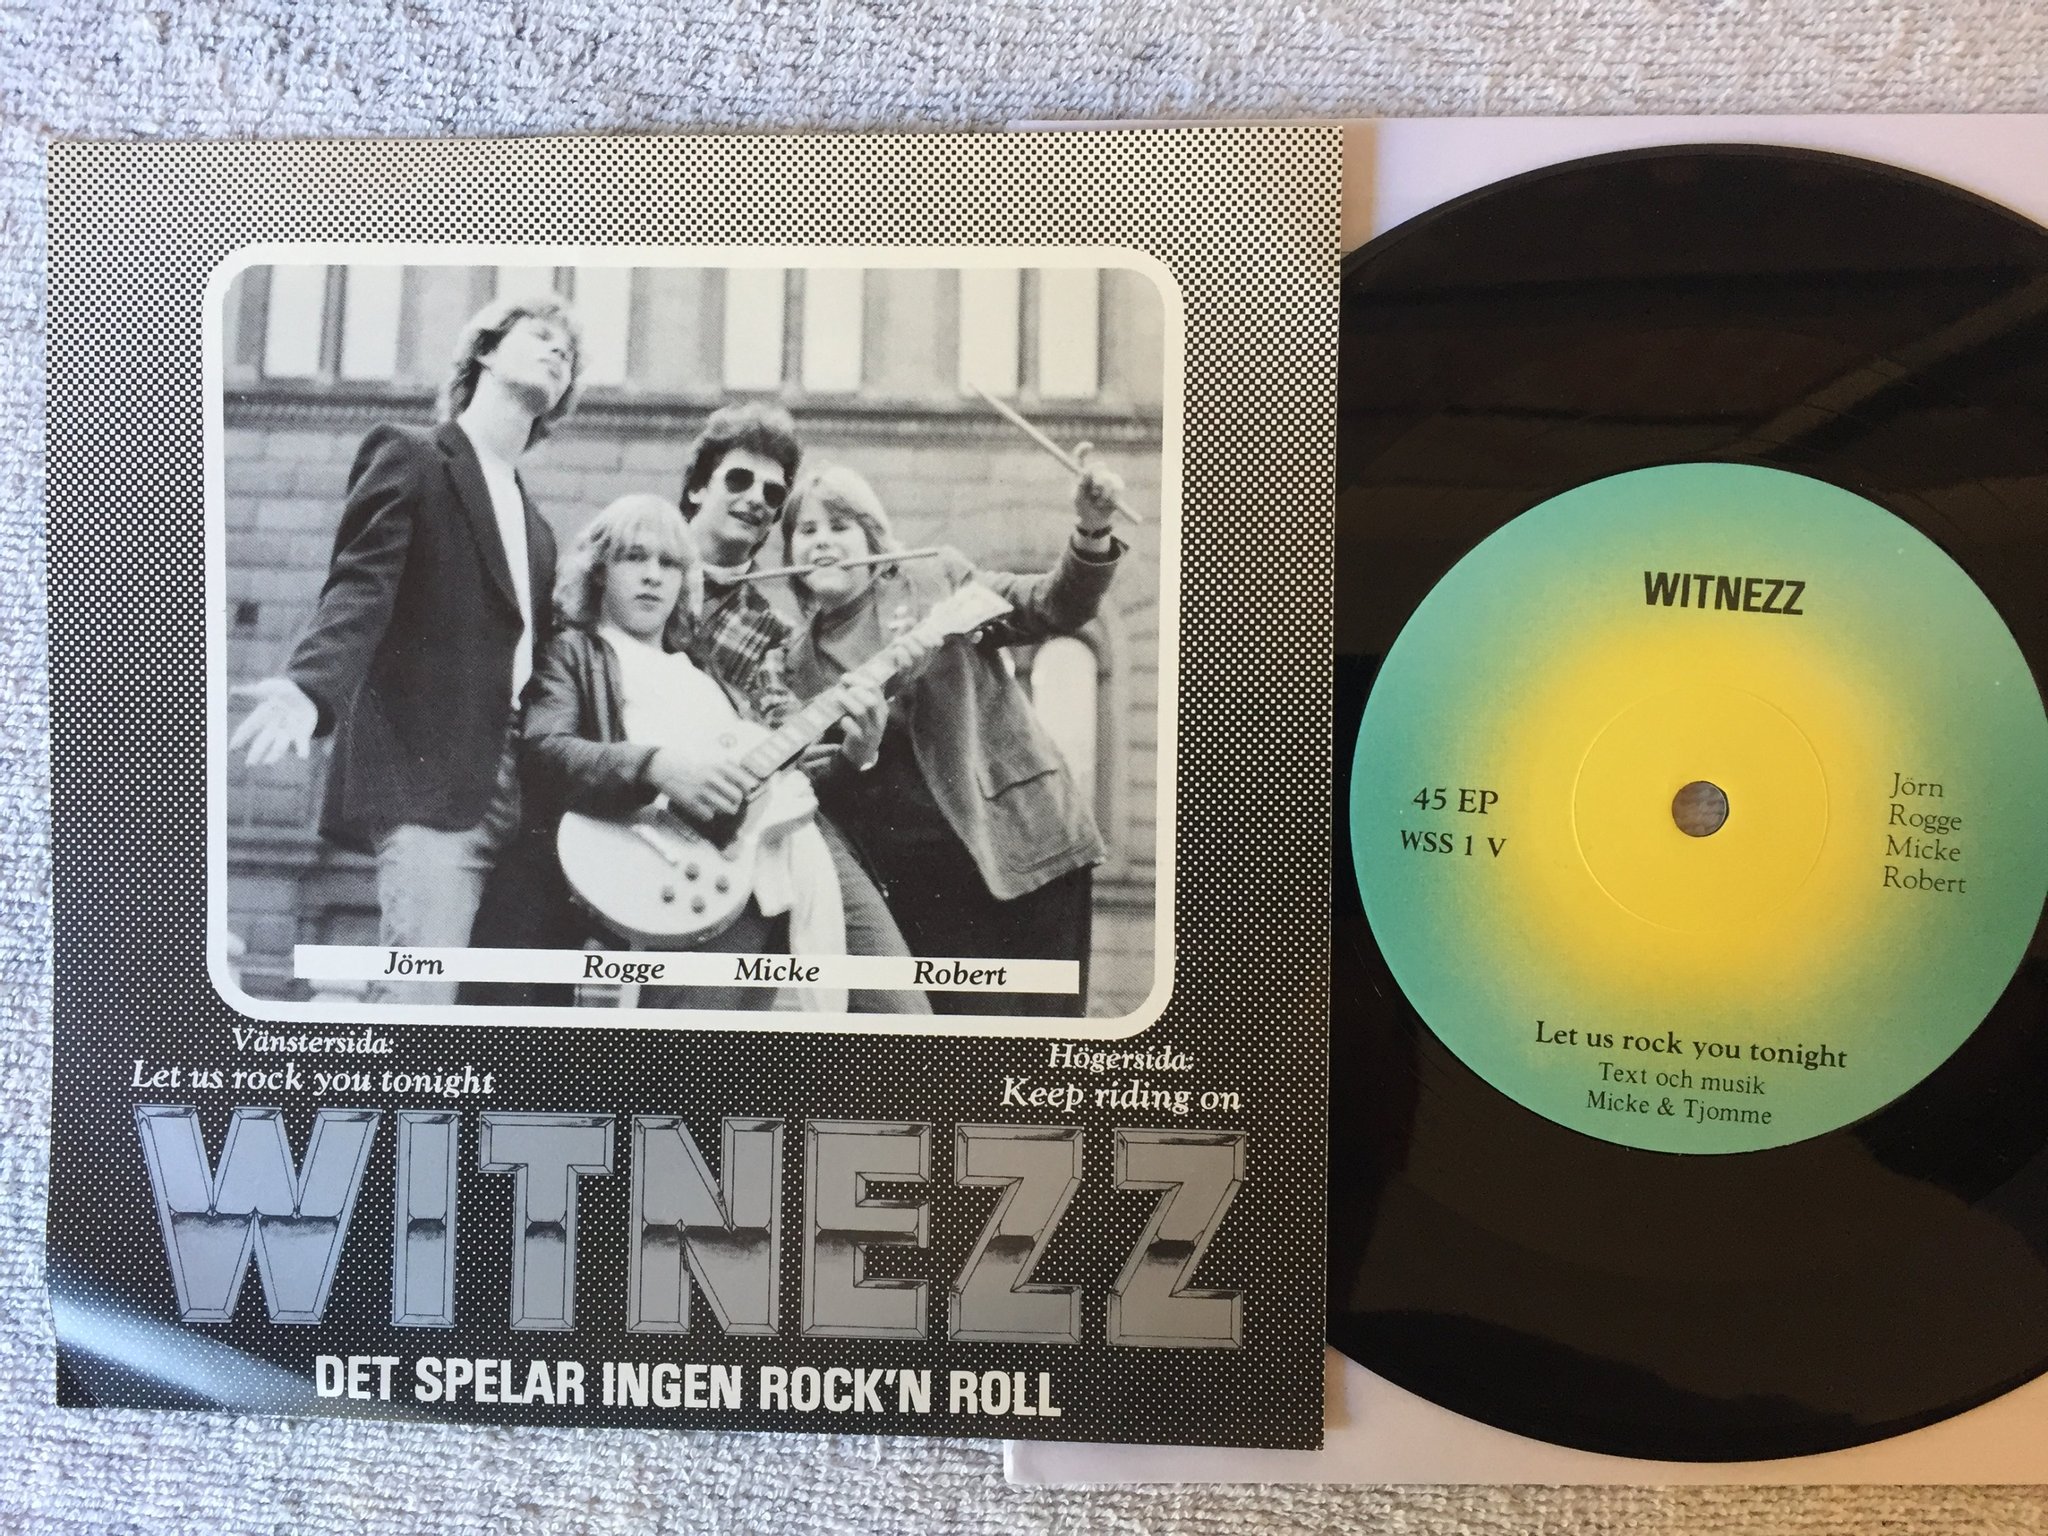 Jörn Rogge Micke Robert
Vänstersida:
Let us rock you tonight
Högersida:
Keep riding on
WITNEZZ
DET SPELAR INGEN ROCK'N ROLL
WITNEZZ
45 EP
WSS 1 V
Jörn
Rogge
Micke
Robert
Let us rock you tonight
Text och musik
Micke & Tjomme